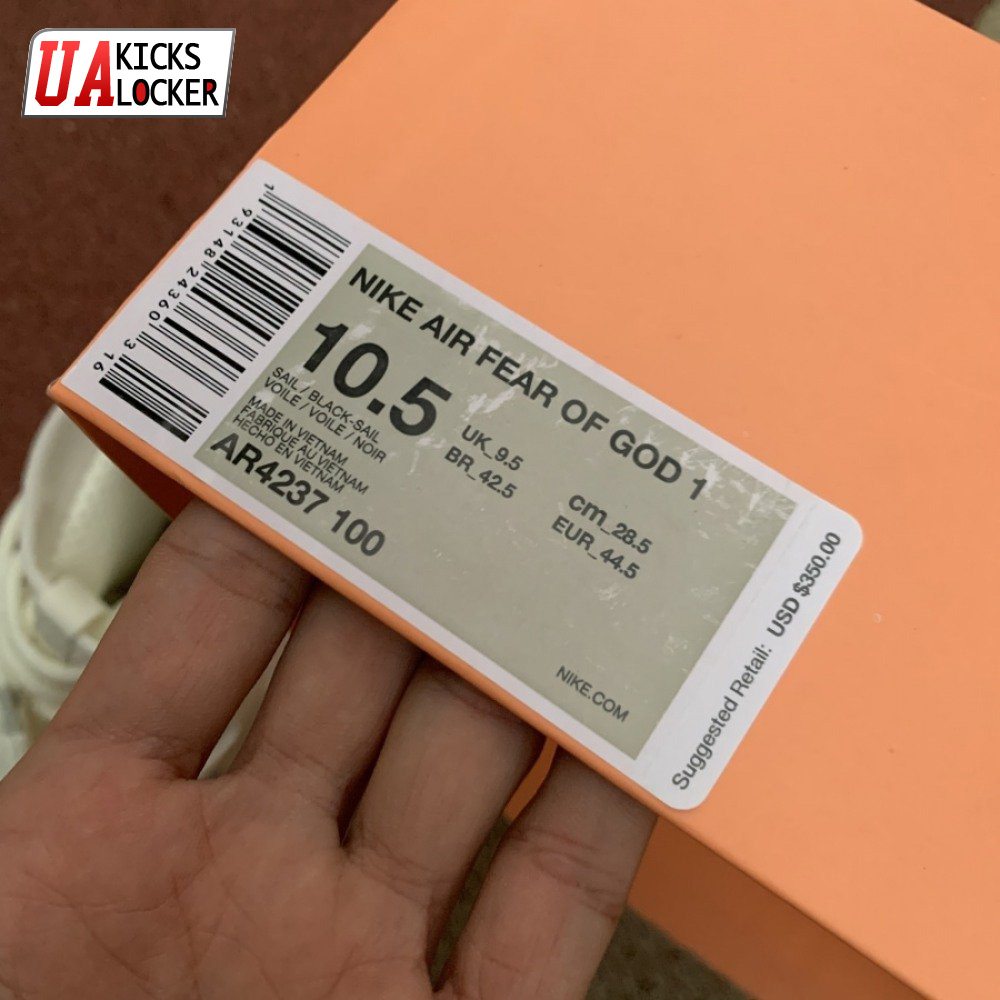 UA KICKS
LOCKER
1 93148 24360 3 16
NIKE AIR FEAR OF GOD 1
10.5
UK_9.5
BR_42.5
cm_28.5
EUR_44.5
SAIL / BLACK-SAIL
VOILE / VOILE / NOIR
MADE IN VIETNAM
FABRIQUE AU VIETNAM
HECHO EN VIETNAM
AR4237 100
NIKE.COM
Suggested Retail: USD $350.00